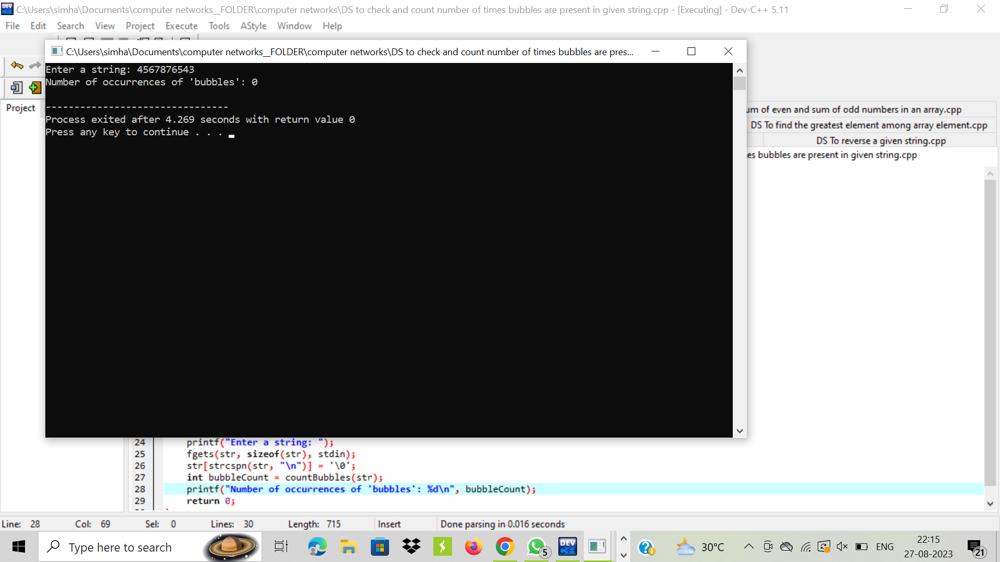 C:\Users\simha\Documents\computer networks__FOLDER\computer networks\DS to check and count number of times bubbles are present in given string.cpp - [Executing] - Dev-C++ 5.11
File Edit Search View Project Execute Tools AStyle Window Help
C:\Users\simha\Documents\computer networks__FOLDER\computer networks\DS to check and count number of times bubbles are pres...
Enter a string: 4567876543
Number of occurrences of 'bubbles': 0
--------------------------------
Process exited after 4.269 seconds with return value 0
Press any key to continue . . .
Project
um of even and sum of odd numbers in an array.cpp
DS To find the greatest element among array element.cpp
DS To reverse a given string.cpp
es bubbles are present in given string.cpp
24 printf("Enter a string: ");
25 fgets(str, sizeof(str), stdin);
26 str[strcspn(str, "\n")] = '\0';
27 int bubbleCount = countBubbles(str);
28 printf("Number of occurrences of 'bubbles': %d\n", bubbleCount);
29 return 0;
Line: 28 Col: 69 Sel: 0 Lines: 30 Length: 715 Insert Done parsing in 0.016 seconds
Type here to search
5
DEV C++
30°C
ENG
22:15
27-08-2023
21